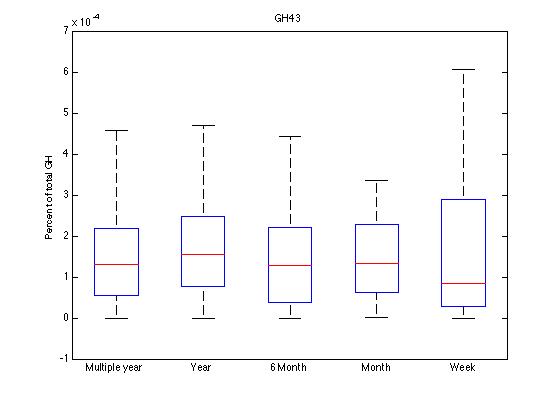 GH43
x 10^-4
7
6
5
4
3
2
1
0
-1
Percent of total GH
Multiple year Year 6 Month Month Week